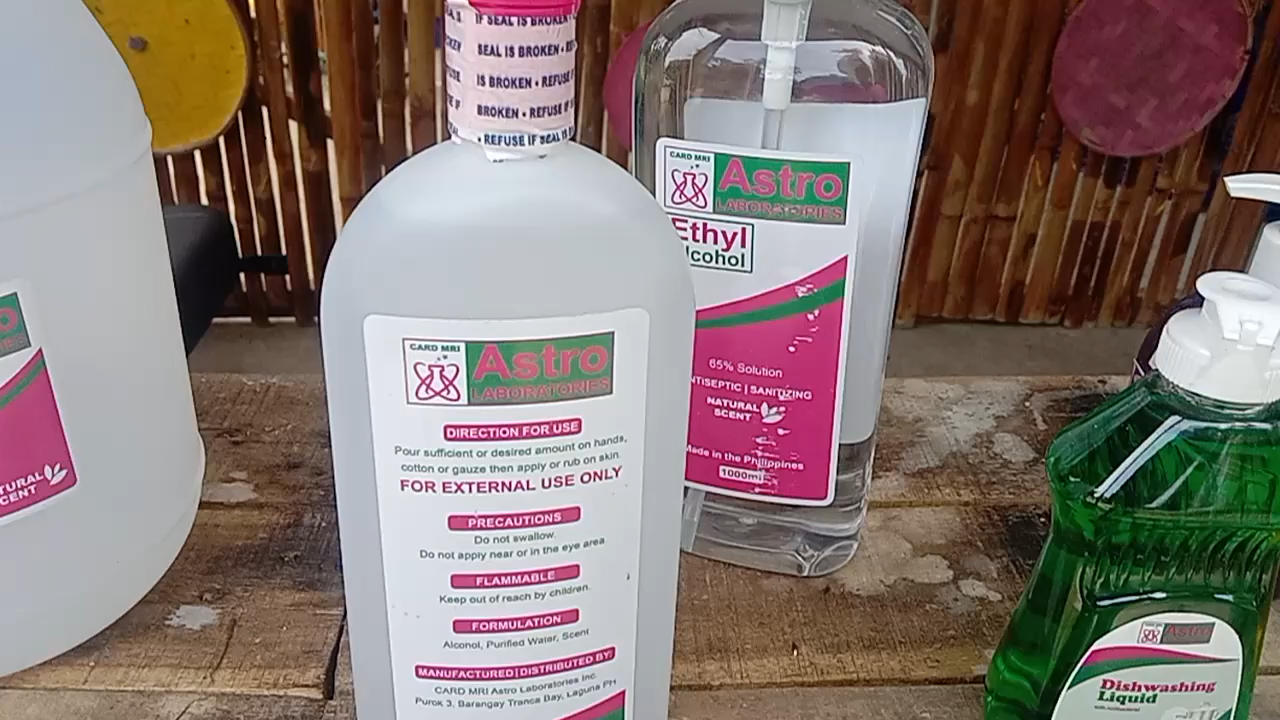 IF SEAL IS BROKEN
SEAL IS BROKEN •
IS BROKEN • REFUSE
BROKEN • REFUSE IF
• REFUSE IF SEAL IS
CARD MRI
Astro
LABORATORIES
DIRECTION FOR USE
Pour sufficient or desired amount on hands,
cotton or gauze then apply or rub on skin.
FOR EXTERNAL USE ONLY
PRECAUTIONS
Do not swallow.
Do not apply near or in the eye area
FLAMMABLE
Keep out of reach by children.
FORMULATION
Alcohol, Purified Water, Scent
MANUFACTURED|DISTRIBUTED BY:
CARD MRI Astro Laboratories Inc.
Purok 3, Barangay Tranca Bay, Laguna PH
CARD MRI
Astro
LABORATORIES
Ethyl
lcohol
65% Solution
NTISEPTIC | SANITIZING
NATURAL
SCENT
Made in the Philippines
1000ml
TURAL
SCENT
Astro
Dishwashing
Liquid